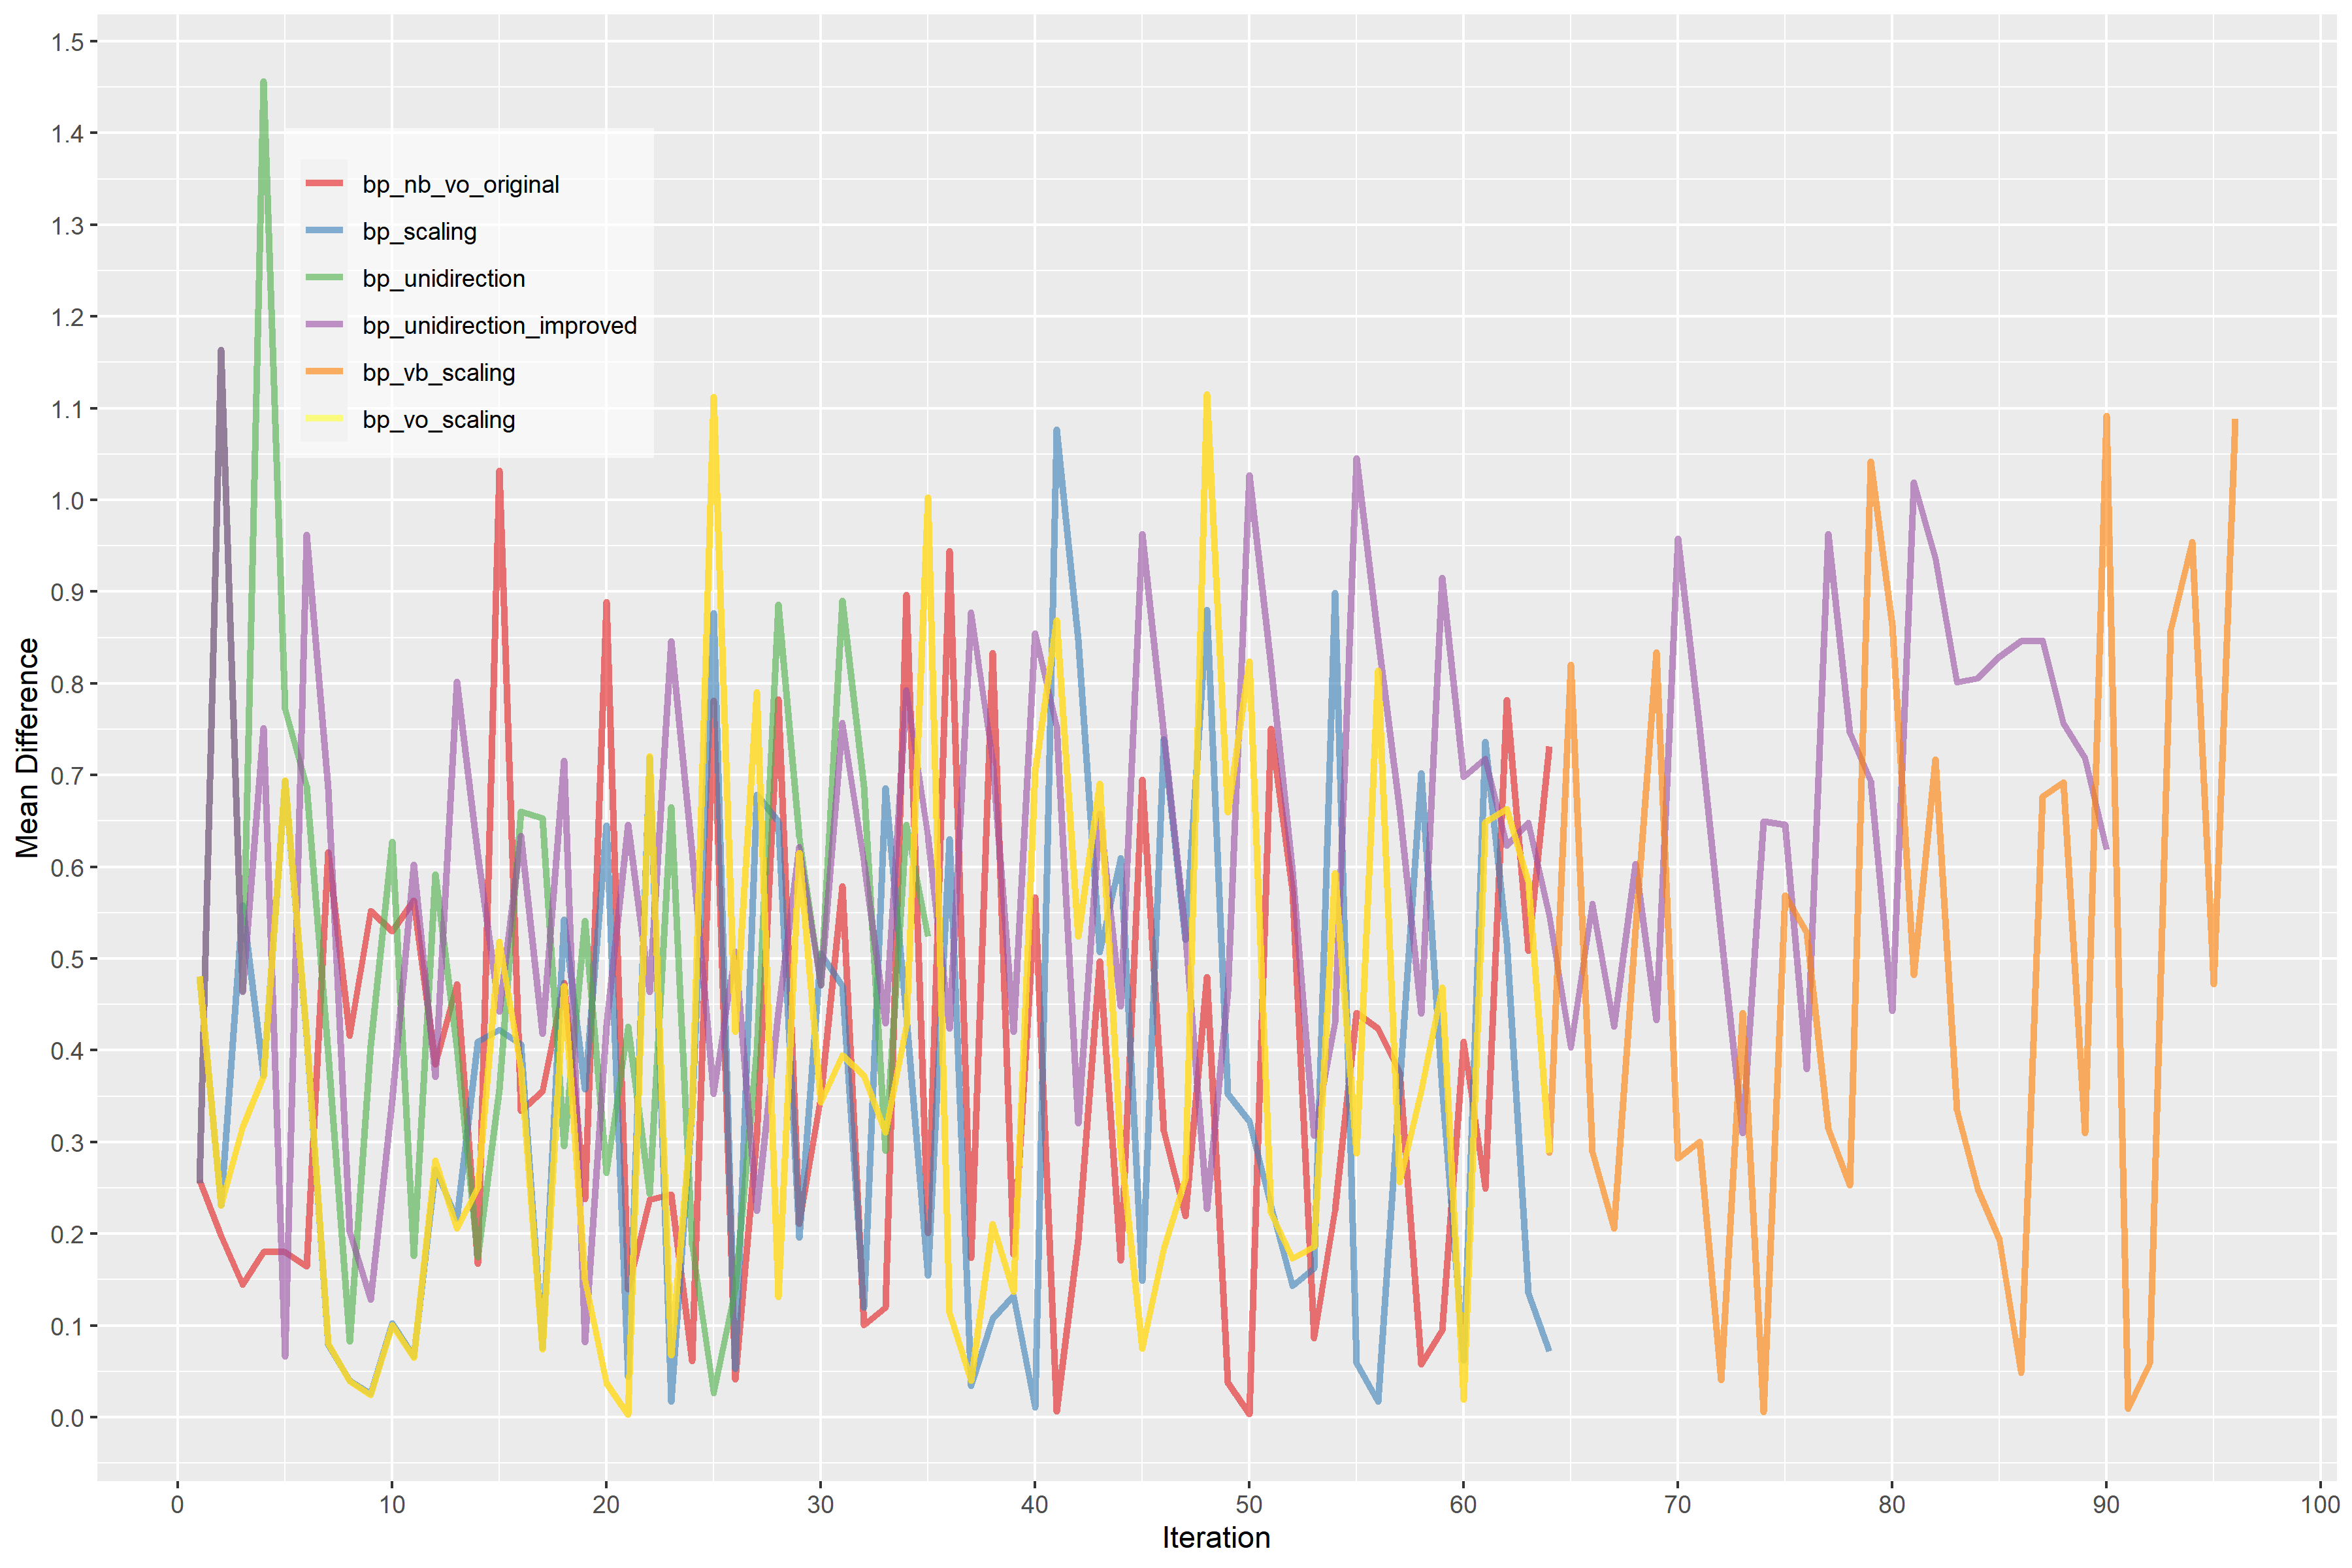 1.5
1.4
1.3
1.2
1.1
1.0
0.9
0.8
0.7
0.6
0.5
0.4
0.3
0.2
0.1
0.0
Mean Difference
bp_nb_vo_original
bp_scaling
bp_unidirection
bp_unidirection_improved
bp_vb_scaling
bp_vo_scaling
0 10 20 30 40 50 60 70 80 90 100
Iteration